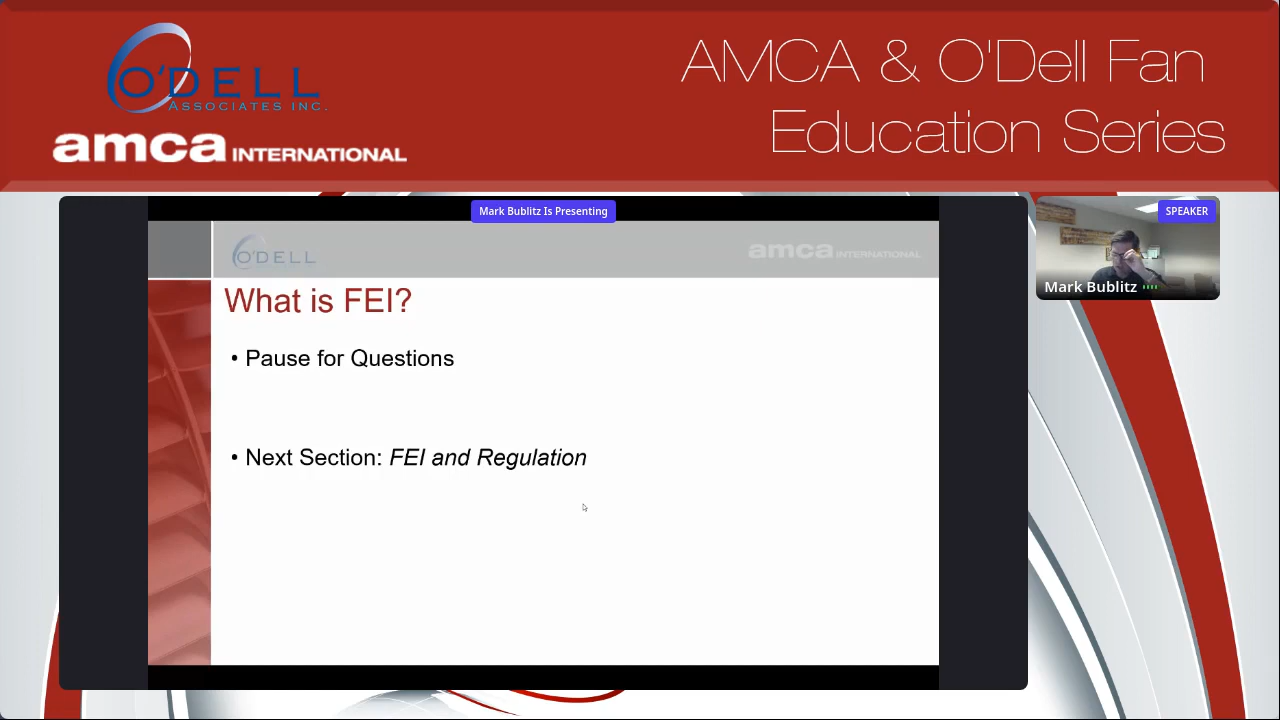 O'DELL
ASSOCIATES INC.
amca INTERNATIONAL
AMCA & O'Dell Fan
Education Series
Mark Bublitz Is Presenting
SPEAKER
O'DELL
amca INTERNATIONAL
Mark Bublitz
What is FEI?
• Pause for Questions
• Next Section: FEI and Regulation